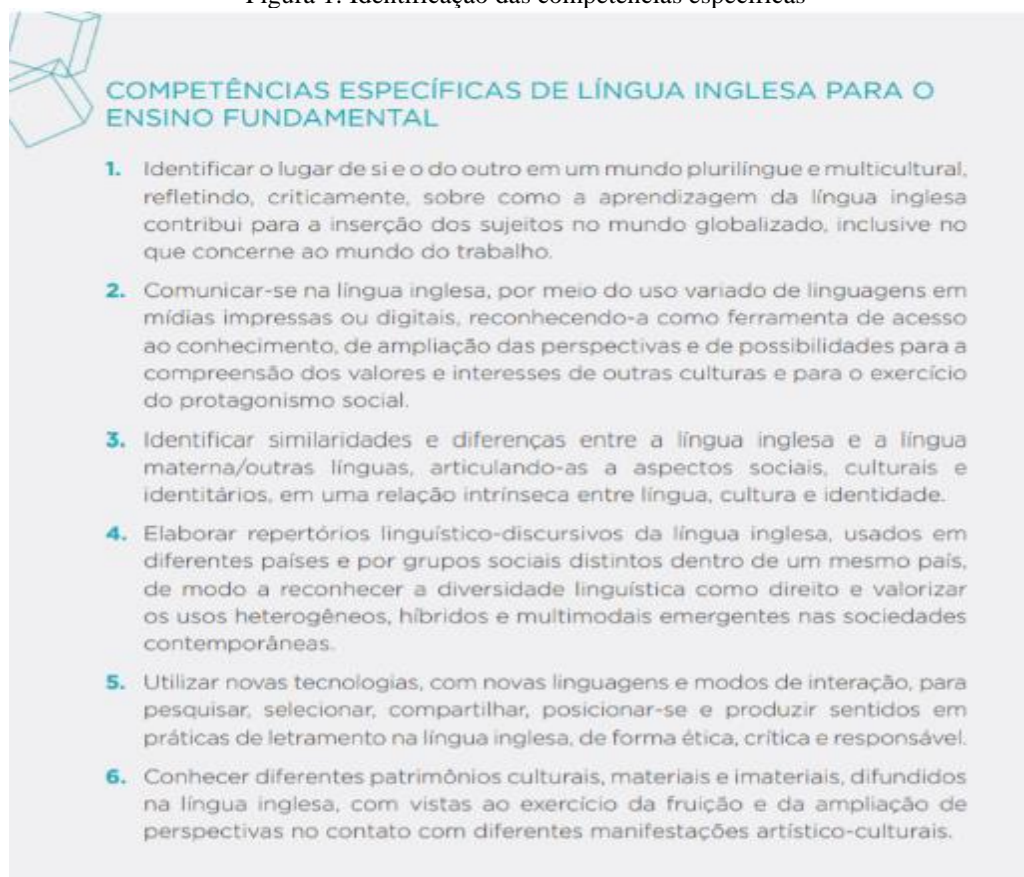 Figura 1: Identificação das competências específicas
COMPETÊNCIAS ESPECÍFICAS DE LÍNGUA INGLESA PARA O
ENSINO FUNDAMENTAL
1. Identificar o lugar de si e o do outro em um mundo plurilíngue e multicultural,
refletindo, criticamente, sobre como a aprendizagem da língua inglesa
contribui para a inserção dos sujeitos no mundo globalizado, inclusive no
que concerne ao mundo do trabalho.
2. Comunicar-se na língua inglesa, por meio do uso variado de linguagens em
mídias impressas ou digitais, reconhecendo-a como ferramenta de acesso
ao conhecimento, de ampliação das perspectivas e de possibilidades para a
compreensão dos valores e interesses de outras culturas e para o exercício
do protagonismo social.
3. Identificar similaridades e diferenças entre a língua inglesa e a língua
materna/outras línguas, articulando-as a aspectos sociais, culturais e
identitários, em uma relação intrínseca entre língua, cultura e identidade.
4. Elaborar repertórios linguístico-discursivos da língua inglesa, usados em
diferentes países e por grupos sociais distintos dentro de um mesmo país,
de modo a reconhecer a diversidade linguística como direito e valorizar
os usos heterogêneos, híbridos e multimodais emergentes nas sociedades
contemporâneas.
5. Utilizar novas tecnologias, com novas linguagens e modos de interação, para
pesquisar, selecionar, compartilhar, posicionar-se e produzir sentidos em
práticas de letramento na língua inglesa, de forma ética, crítica e responsável.
6. Conhecer diferentes patrimônios culturais, materiais e imateriais, difundidos
na língua inglesa, com vistas ao exercício da fruição e da ampliação de
perspectivas no contato com diferentes manifestações artístico-culturais.